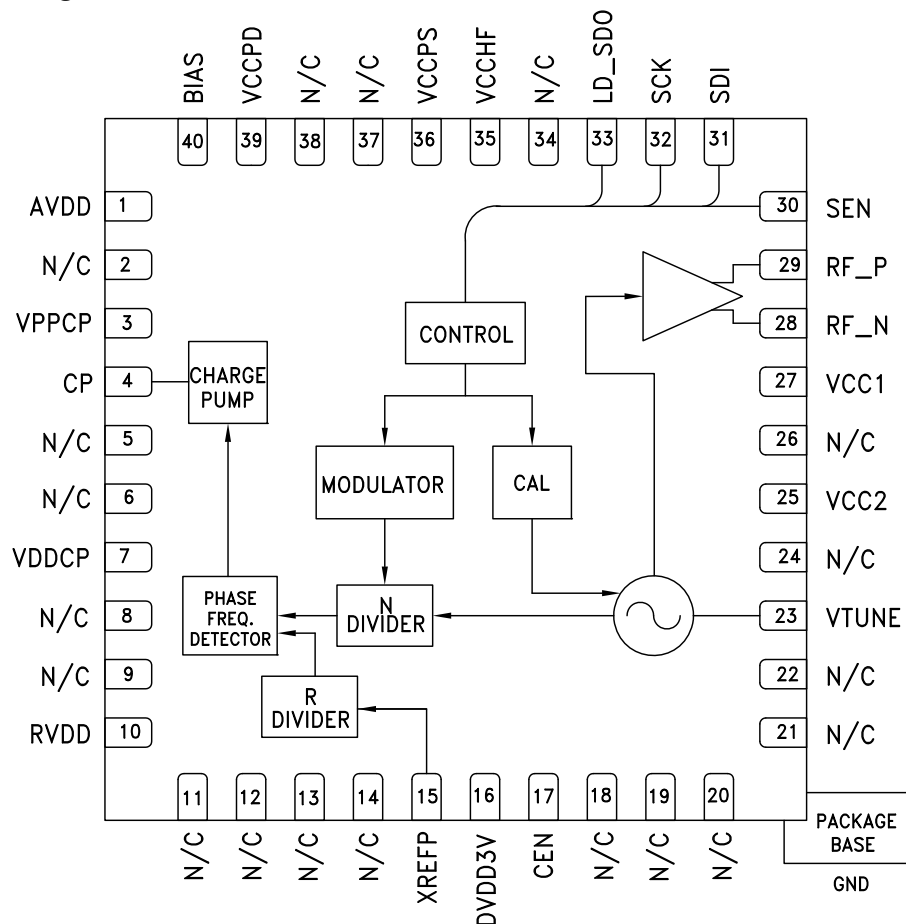 BIAS
VCCPD
N/C
N/C
VCCPS
VCCHF
N/C
LD_SDO
SCK
SDI
40
39
38
37
36
35
34
33
32
31
AVDD
1
N/C
2
VPPCP
3
CP
4
N/C
5
N/C
6
VDDCP
7
N/C
8
N/C
9
RVDD
10
30
SEN
29
RF_P
28
RF_N
27
VCC1
26
N/C
25
VCC2
24
N/C
23
VTUNE
22
N/C
21
N/C
CONTROL
CHARGE
PUMP
MODULATOR
CAL
PHASE
FREQ.
DETECTOR
N
DIVIDER
R
DIVIDER
11
12
13
14
15
16
17
18
19
20
N/C
N/C
N/C
N/C
XREFP
DVDD3V
CEN
N/C
N/C
N/C
PACKAGE
BASE
GND